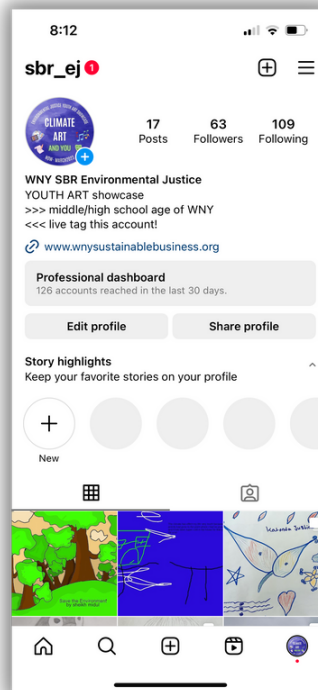 8:12
sbr_ej 1
CLIMATE
ART
AND YOU
17 63 109
Posts Followers Following
WNY SBR Environmental Justice
YOUTH ART showcase
>>> middle/high school age of WNY
<<< live tag this account!
www.wnysustainablebusiness.org
Professional dashboard
126 accounts reached in the last 30 days.
Edit profile Share profile
Story highlights
Keep your favorite stories on your profile
New
Save the Environment